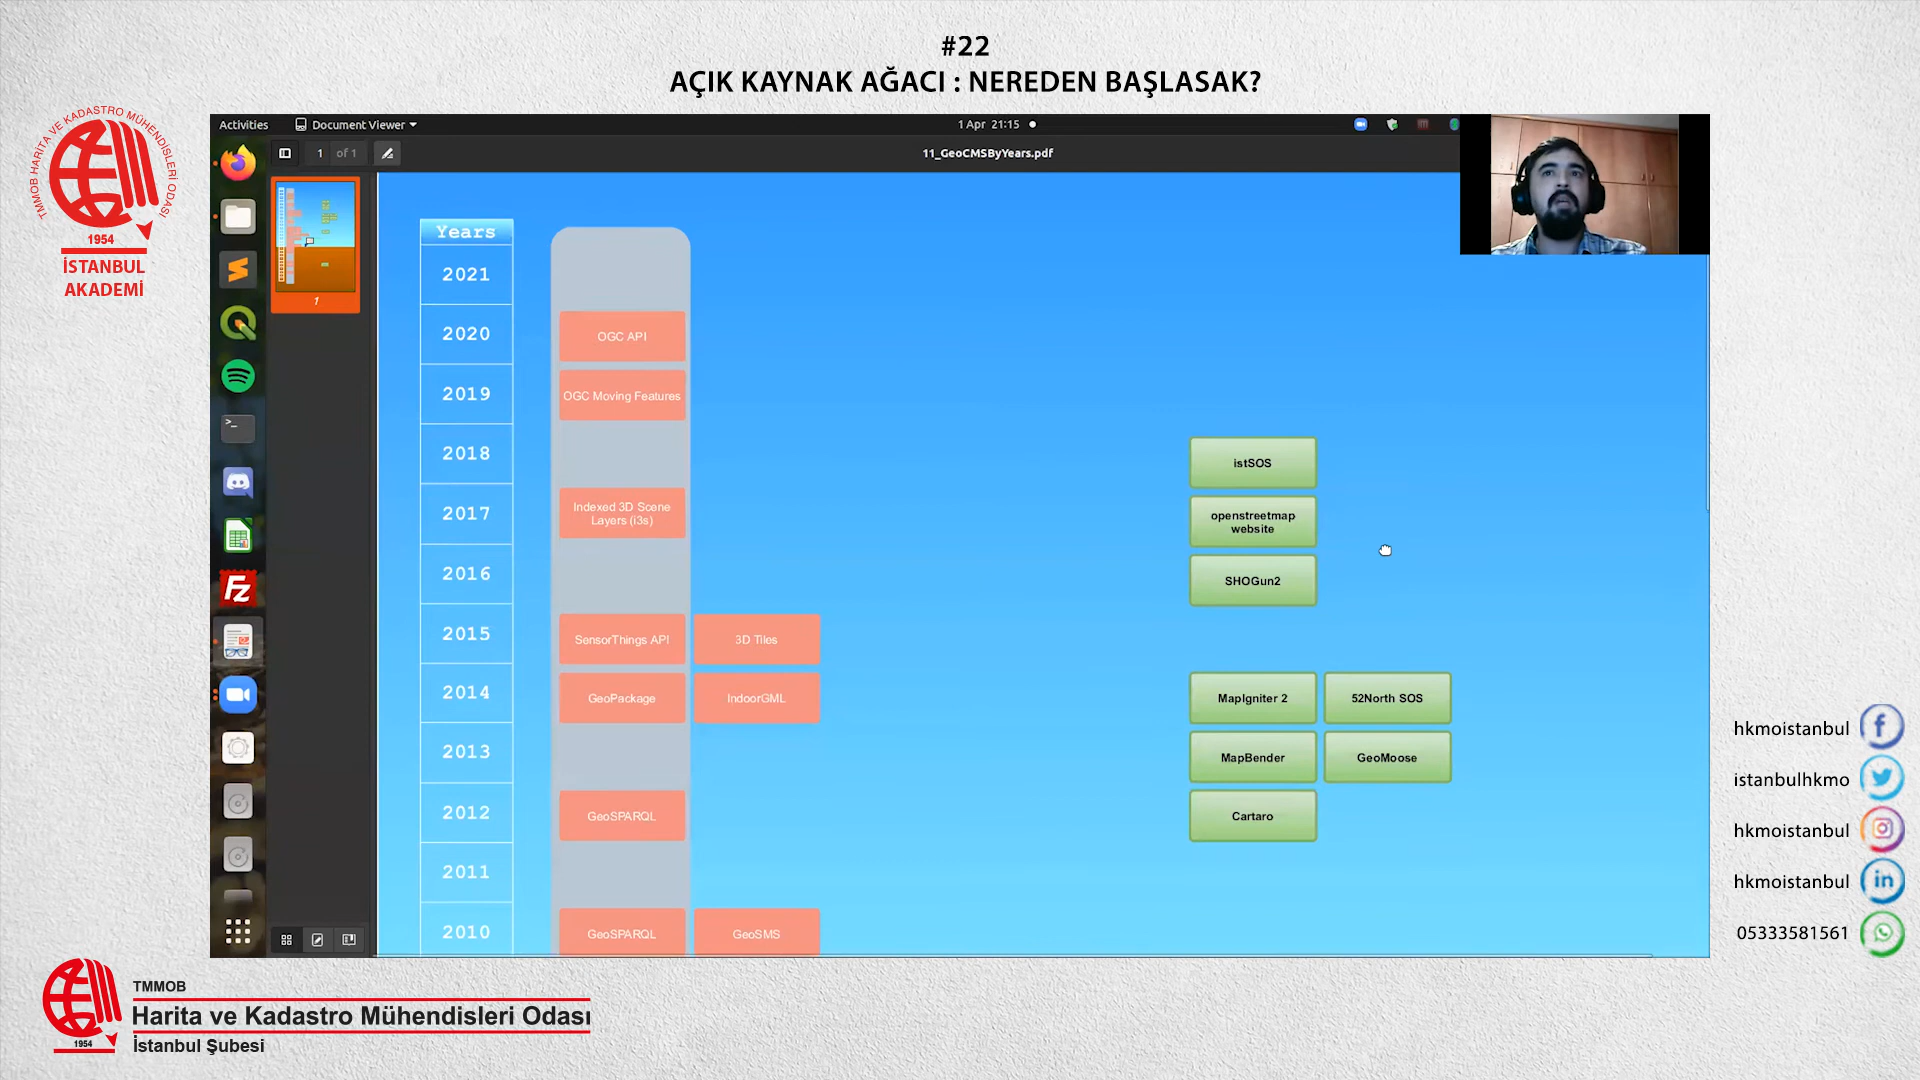 #22
AÇIK KAYNAK AĞACI : NEREDEN BAŞLASAK?
TMMOB HARİTA VE KADASTRO MÜHENDİSLERİ ODASI
1954
İSTANBUL
AKADEMİ
Activities
Document Viewer
1 Apr 21:15
1 of 1
11_GeoCMSByYears.pdf
1
Years
2021
2020
OGC API
2019
OGC Moving Features
2018
istSOS
2017
Indexed 3D Scene
Layers (i3s)
openstreetmap
website
2016
SHOGun2
2015
SensorThings API
3D Tiles
2014
GeoPackage
IndoorGML
MapIgniter 2
52North SOS
2013
MapBender
GeoMoose
2012
GeoSPARQL
Cartaro
2011
2010
GeoSPARQL
GeoSMS
hkmoistanbul
istanbulhkmo
hkmoistanbul
hkmoistanbul
05333581561
1954
TMMOB
Harita ve Kadastro Mühendisleri Odası
İstanbul Şubesi